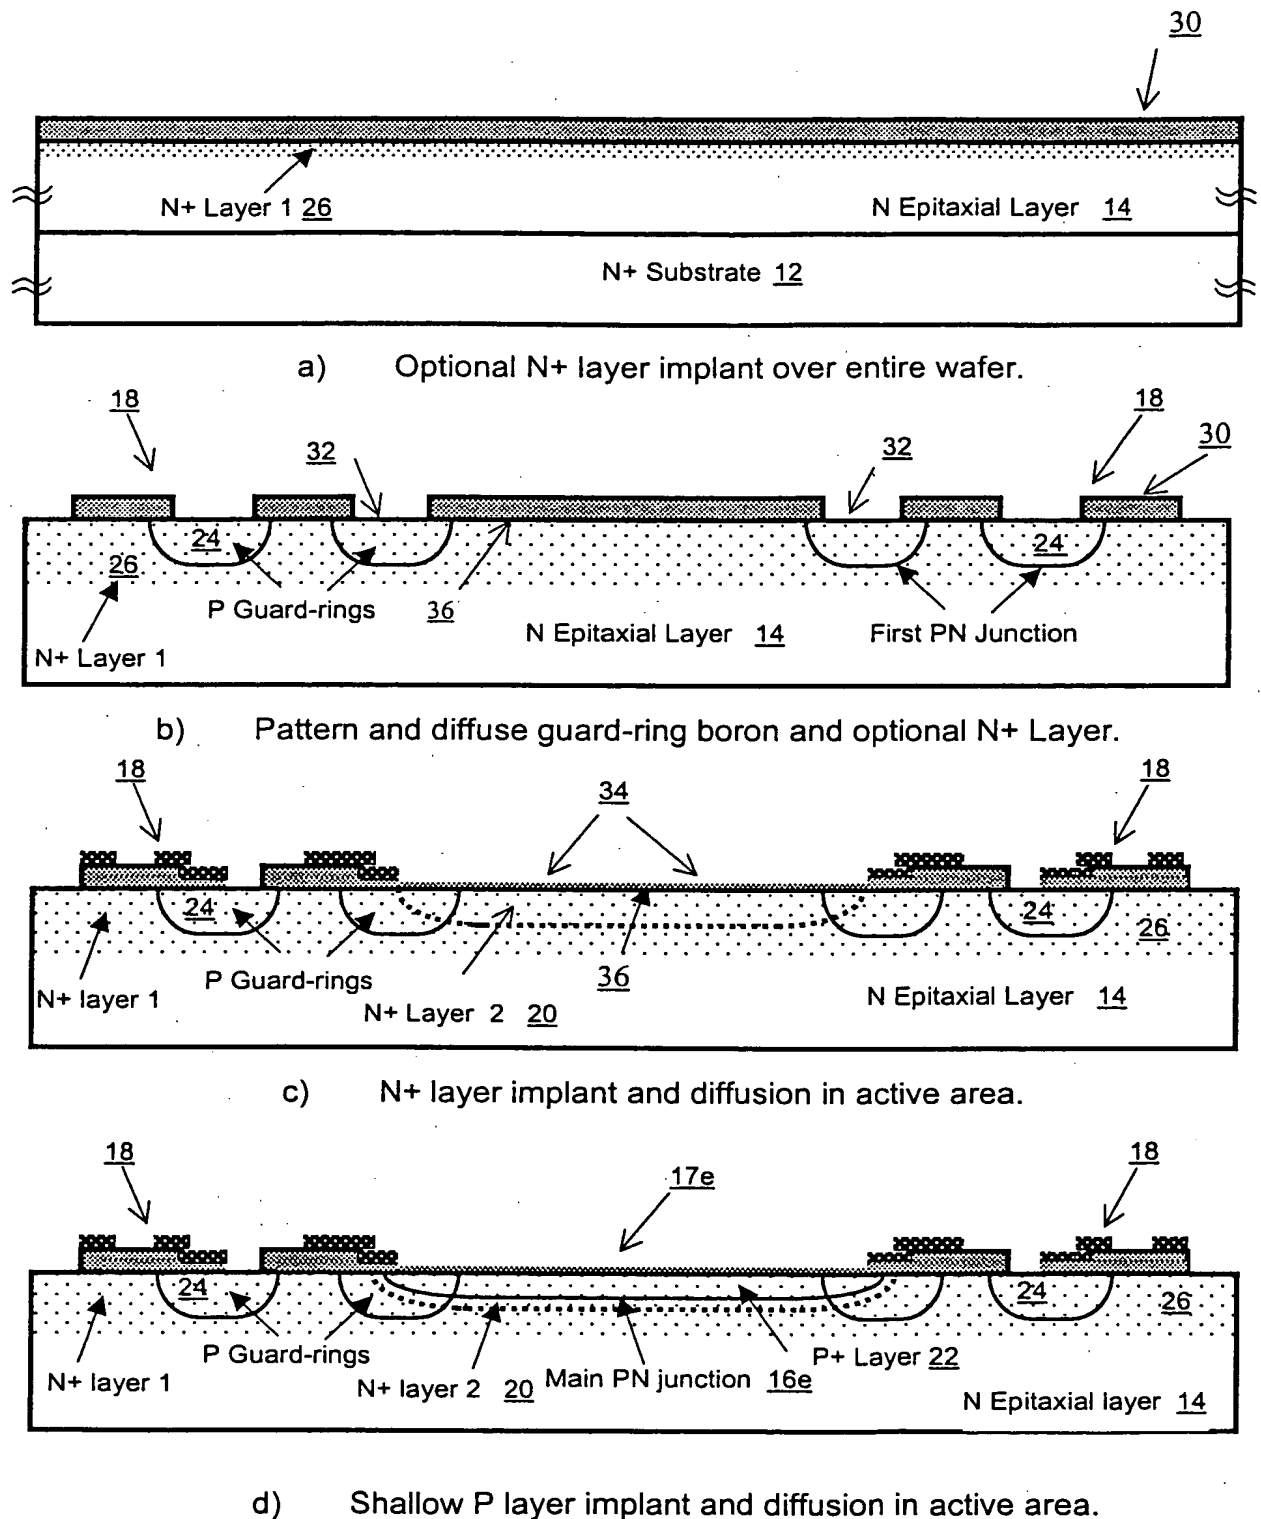 30
N+ Layer 1 26
N Epitaxial Layer 14
N+ Substrate 12
a) Optional N+ layer implant over entire wafer.
18
32
32
18
30
24
24
26
P Guard-rings
36
N Epitaxial Layer 14
First PN Junction
N+ Layer 1
b) Pattern and diffuse guard-ring boron and optional N+ Layer.
18
34
18
24
24
26
P Guard-rings
36
N+ layer 1
N+ Layer 2 20
N Epitaxial Layer 14
c) N+ layer implant and diffusion in active area.
18
17e
18
24
24
26
P Guard-rings
P+ Layer 22
N+ layer 1
N+ layer 2 20
Main PN junction 16e
N Epitaxial layer 14
d) Shallow P layer implant and diffusion in active area.